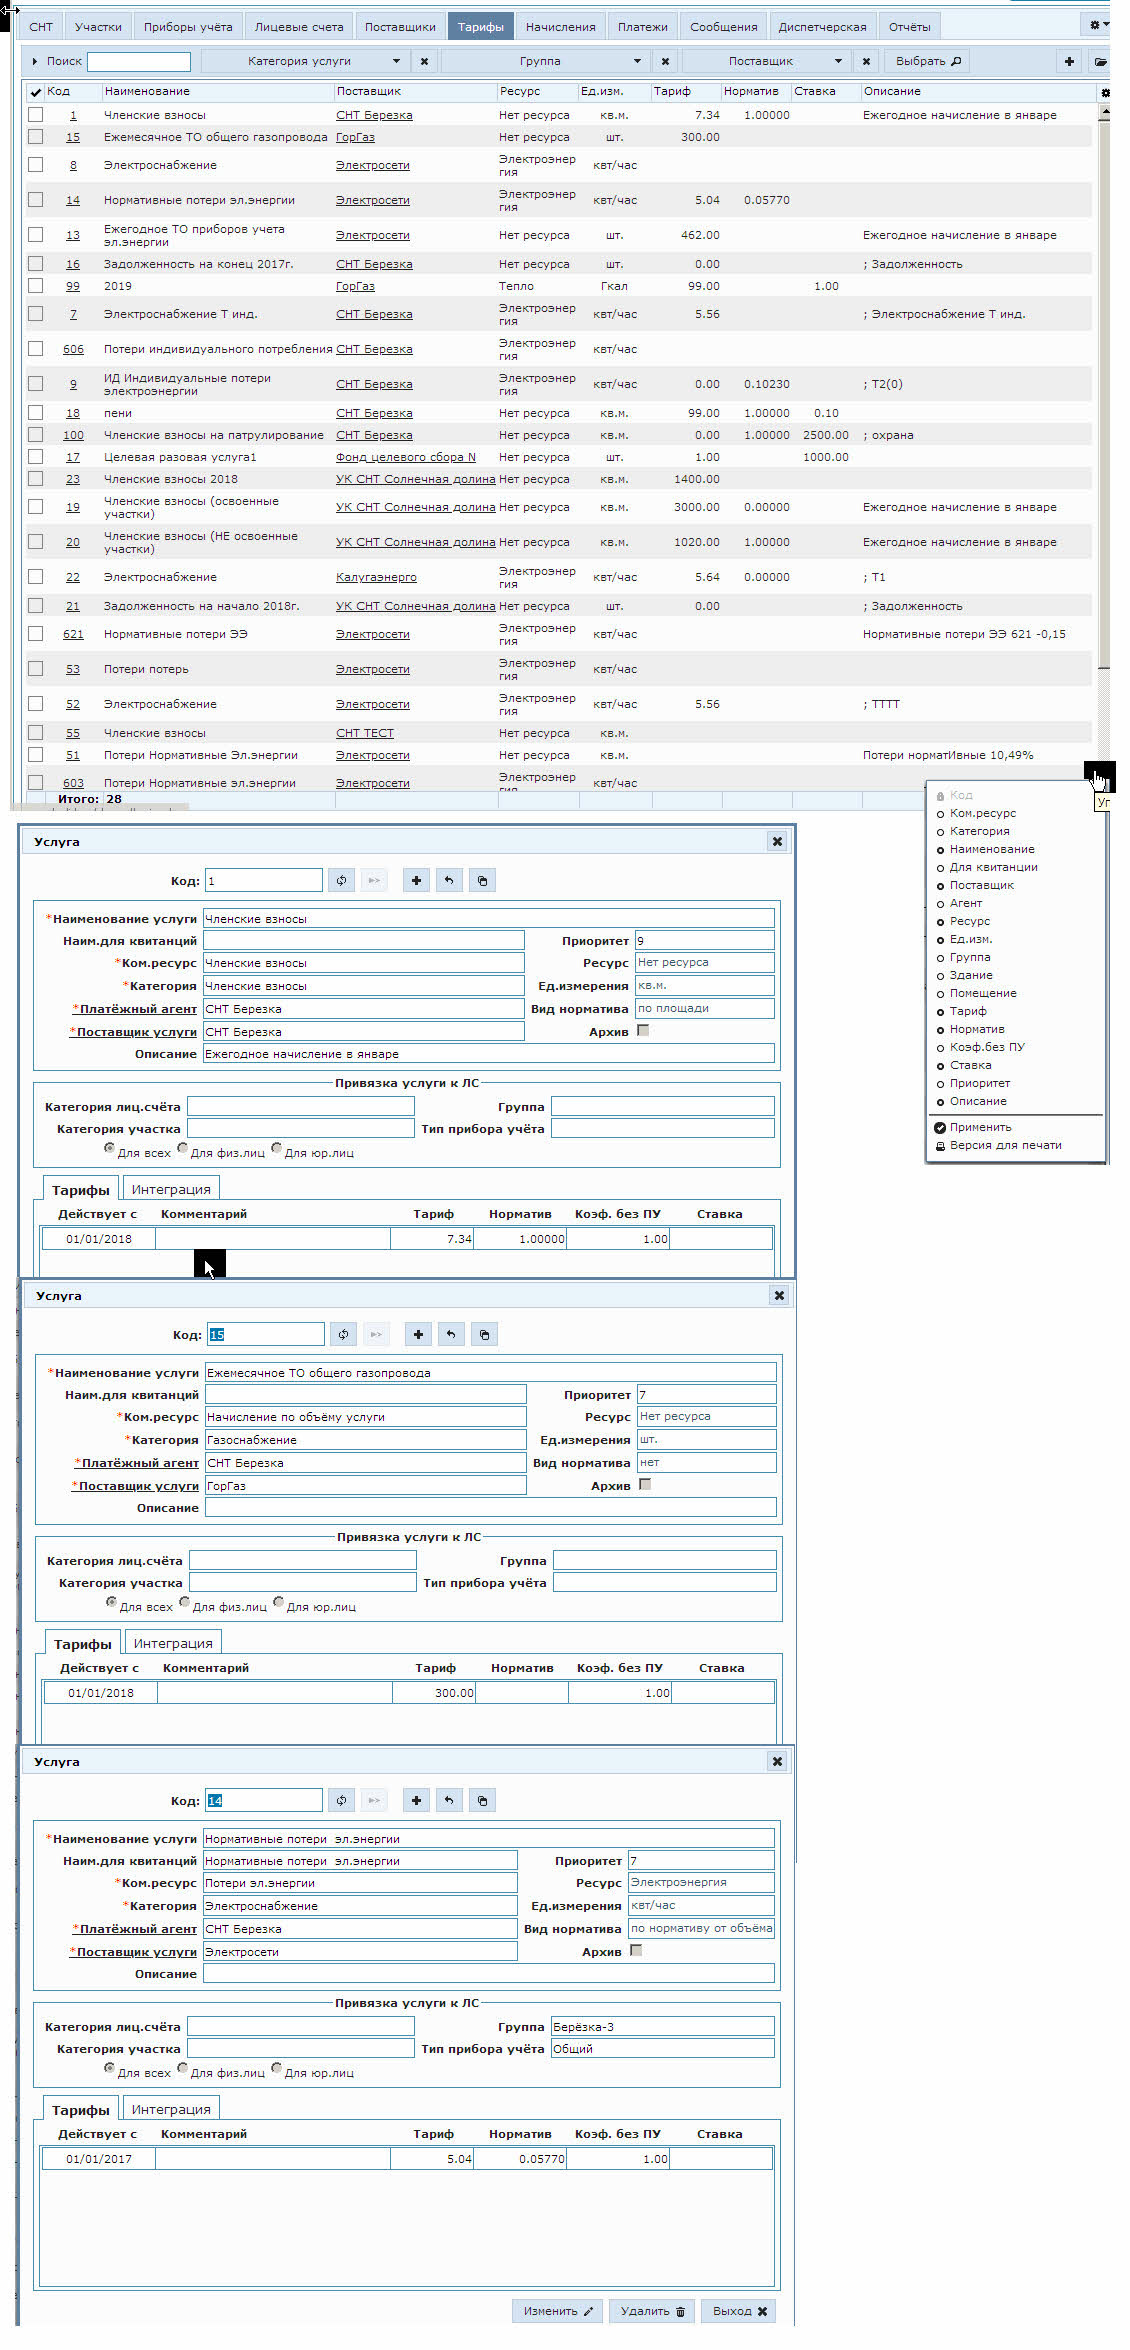 СНТ Участки Приборы учёта Лицевые счета Поставщики Тарифы Начисления Платежи Сообщения Диспетчерская Отчёты
Поиск Категория услуги Группа Поставщик Выбрать
Код Наименование Поставщик Ресурс Ед.изм. Тариф Норматив Ставка Описание
1 Членские взносы СНТ Березка Нет ресурса кв.м. 7.34 1.00000 Ежегодное начисление в январе
15 Ежемесячное ТО общего газопровода ГорГаз Нет ресурса шт. 300.00
8 Электроснабжение Электросети Электроэнер
гия квт/час
14 Нормативные потери эл.энергии Электросети Электроэнер
гия квт/час 5.04 0.05770
13 Ежегодное ТО приборов учета
эл.энергии Электросети Нет ресурса шт. 462.00 Ежегодное начисление в январе
16 Задолженность на конец 2017г. СНТ Березка Нет ресурса шт. 0.00 ; Задолженность
99 2019 ГорГаз Тепло Гкал 99.00 1.00
7 Электроснабжение Т инд. СНТ Березка Электроэнер
гия квт/час 5.56 ; Электроснабжение Т инд.
606 Потери индивидуального потребления СНТ Березка Электроэнер
гия квт/час
9 ИД Индивидуальные потери
электроэнергии СНТ Березка Электроэнер
гия квт/час 0.00 0.10230 ; Т2(0)
18 пени СНТ Березка Нет ресурса кв.м. 99.00 1.00000 0.10
100 Членские взносы на патрулирование СНТ Березка Нет ресурса кв.м. 0.00 1.00000 2500.00 ; охрана
17 Целевая разовая услуга1 Фонд целевого сбора N Нет ресурса шт. 1.00 1000.00
23 Членские взносы 2018 УК СНТ Солнечная долина Нет ресурса кв.м. 1400.00
19 Членские взносы (освоенные
участки) УК СНТ Солнечная долина Нет ресурса кв.м. 3000.00 0.00000 Ежегодное начисление в январе
20 Членские взносы (НЕ освоенные
участки) УК СНТ Солнечная долина Нет ресурса кв.м. 1020.00 1.00000 Ежегодное начисление в январе
22 Электроснабжение Калугаэнерго Электроэнер
гия квт/час 5.64 0.00000 ; Т1
21 Задолженность на начало 2018г. УК СНТ Солнечная долина Нет ресурса шт. 0.00 ; Задолженность
621 Нормативные потери ЭЭ Электросети Электроэнер
гия квт/час Нормативные потери ЭЭ 621 -0,15
53 Потери потерь Электросети Электроэнер
гия квт/час
52 Электроснабжение Электросети Электроэнер
гия квт/час 5.56 ; ТТТТ
55 Членские взносы СНТ ТЕСТ Нет ресурса кв.м.
51 Потери Нормативные Эл.энергии Электросети Нет ресурса кв.м. Потери норматИвные 10,49%
603 Потери Нормативные эл.энергии Электросети Электроэнер
гия квт/час
Итого: 28
Код
Ком.ресурс
Категория
Наименование
Для квитанции
Поставщик
Агент
Ресурс
Ед.изм.
Группа
Здание
Помещение
Тариф
Норматив
Коэф.без ПУ
Ставка
Приоритет
Описание
Применить
Версия для печати
Услуга
Код: 1
*Наименование услуги Членские взносы
Наим.для квитанций Приоритет 9
*Ком.ресурс Членские взносы Ресурс Нет ресурса
*Категория Членские взносы Ед.измерения кв.м.
*Платёжный агент СНТ Березка Вид норматива по площади
*Поставщик услуги СНТ Березка Архив
Описание Ежегодное начисление в январе
Привязка услуги к ЛС
Категория лиц.счёта Группа
Категория участка Тип прибора учёта
Для всех Для физ.лиц Для юр.лиц
Тарифы Интеграция
Действует с Комментарий Тариф Норматив Коэф. без ПУ Ставка
01/01/2018 7.34 1.00000 1.00
Услуга
Код: 15
*Наименование услуги Ежемесячное ТО общего газопровода
Наим.для квитанций Приоритет 7
*Ком.ресурс Начисление по объёму услуги Ресурс Нет ресурса
*Категория Газоснабжение Ед.измерения шт.
*Платёжный агент СНТ Березка Вид норматива нет
*Поставщик услуги ГорГаз Архив
Описание
Привязка услуги к ЛС
Категория лиц.счёта Группа
Категория участка Тип прибора учёта
Для всех Для физ.лиц Для юр.лиц
Тарифы Интеграция
Действует с Комментарий Тариф Норматив Коэф. без ПУ Ставка
01/01/2018 300.00 1.00
Услуга
Код: 14
*Наименование услуги Нормативные потери эл.энергии
Наим.для квитанций Нормативные потери эл.энергии Приоритет 7
*Ком.ресурс Потери эл.энергии Ресурс Электроэнергия
*Категория Электроснабжение Ед.измерения квт/час
*Платёжный агент СНТ Березка Вид норматива по нормативу от объёма
*Поставщик услуги Электросети Архив
Описание
Привязка услуги к ЛС
Категория лиц.счёта Группа Берёзка-3
Категория участка Тип прибора учёта Общий
Для всех Для физ.лиц Для юр.лиц
Тарифы Интеграция
Действует с Комментарий Тариф Норматив Коэф. без ПУ Ставка
01/01/2017 5.04 0.05770 1.00
Изменить Удалить Выход